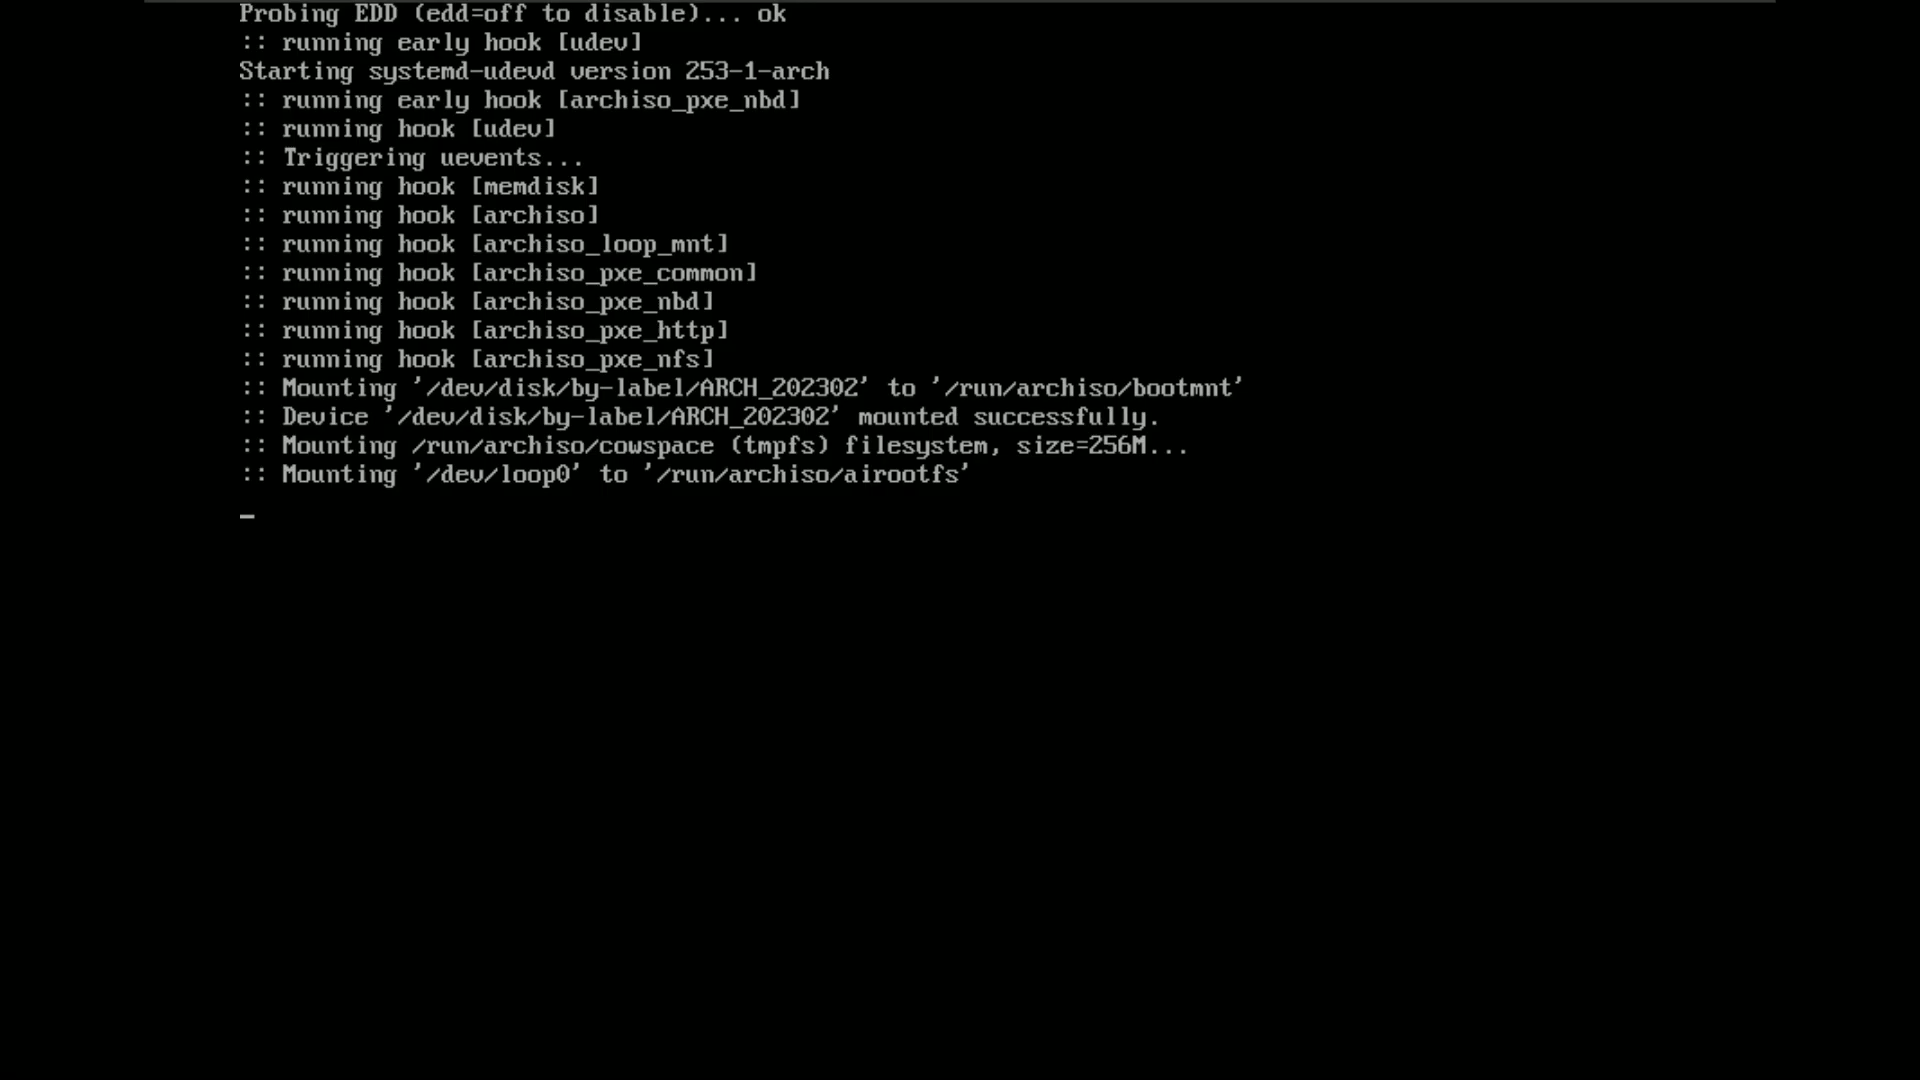 Probing EDD (edd=off to disable)... ok
:: running early hook [udev]
Starting systemd-udevd version 253-1-arch
:: running early hook [archiso_pxe_nbd]
:: running hook [udev]
:: Triggering uevents...
:: running hook [memdisk]
:: running hook [archiso]
:: running hook [archiso_loop_mnt]
:: running hook [archiso_pxe_common]
:: running hook [archiso_pxe_nbd]
:: running hook [archiso_pxe_http]
:: running hook [archiso_pxe_nfs]
:: Mounting '/dev/disk/by-label/ARCH_202302' to '/run/archiso/bootmnt'
:: Device '/dev/disk/by-label/ARCH_202302' mounted successfully.
:: Mounting /run/archiso/cowspace (tmpfs) filesystem, size=256M...
:: Mounting '/dev/loop0' to '/run/archiso/airootfs'